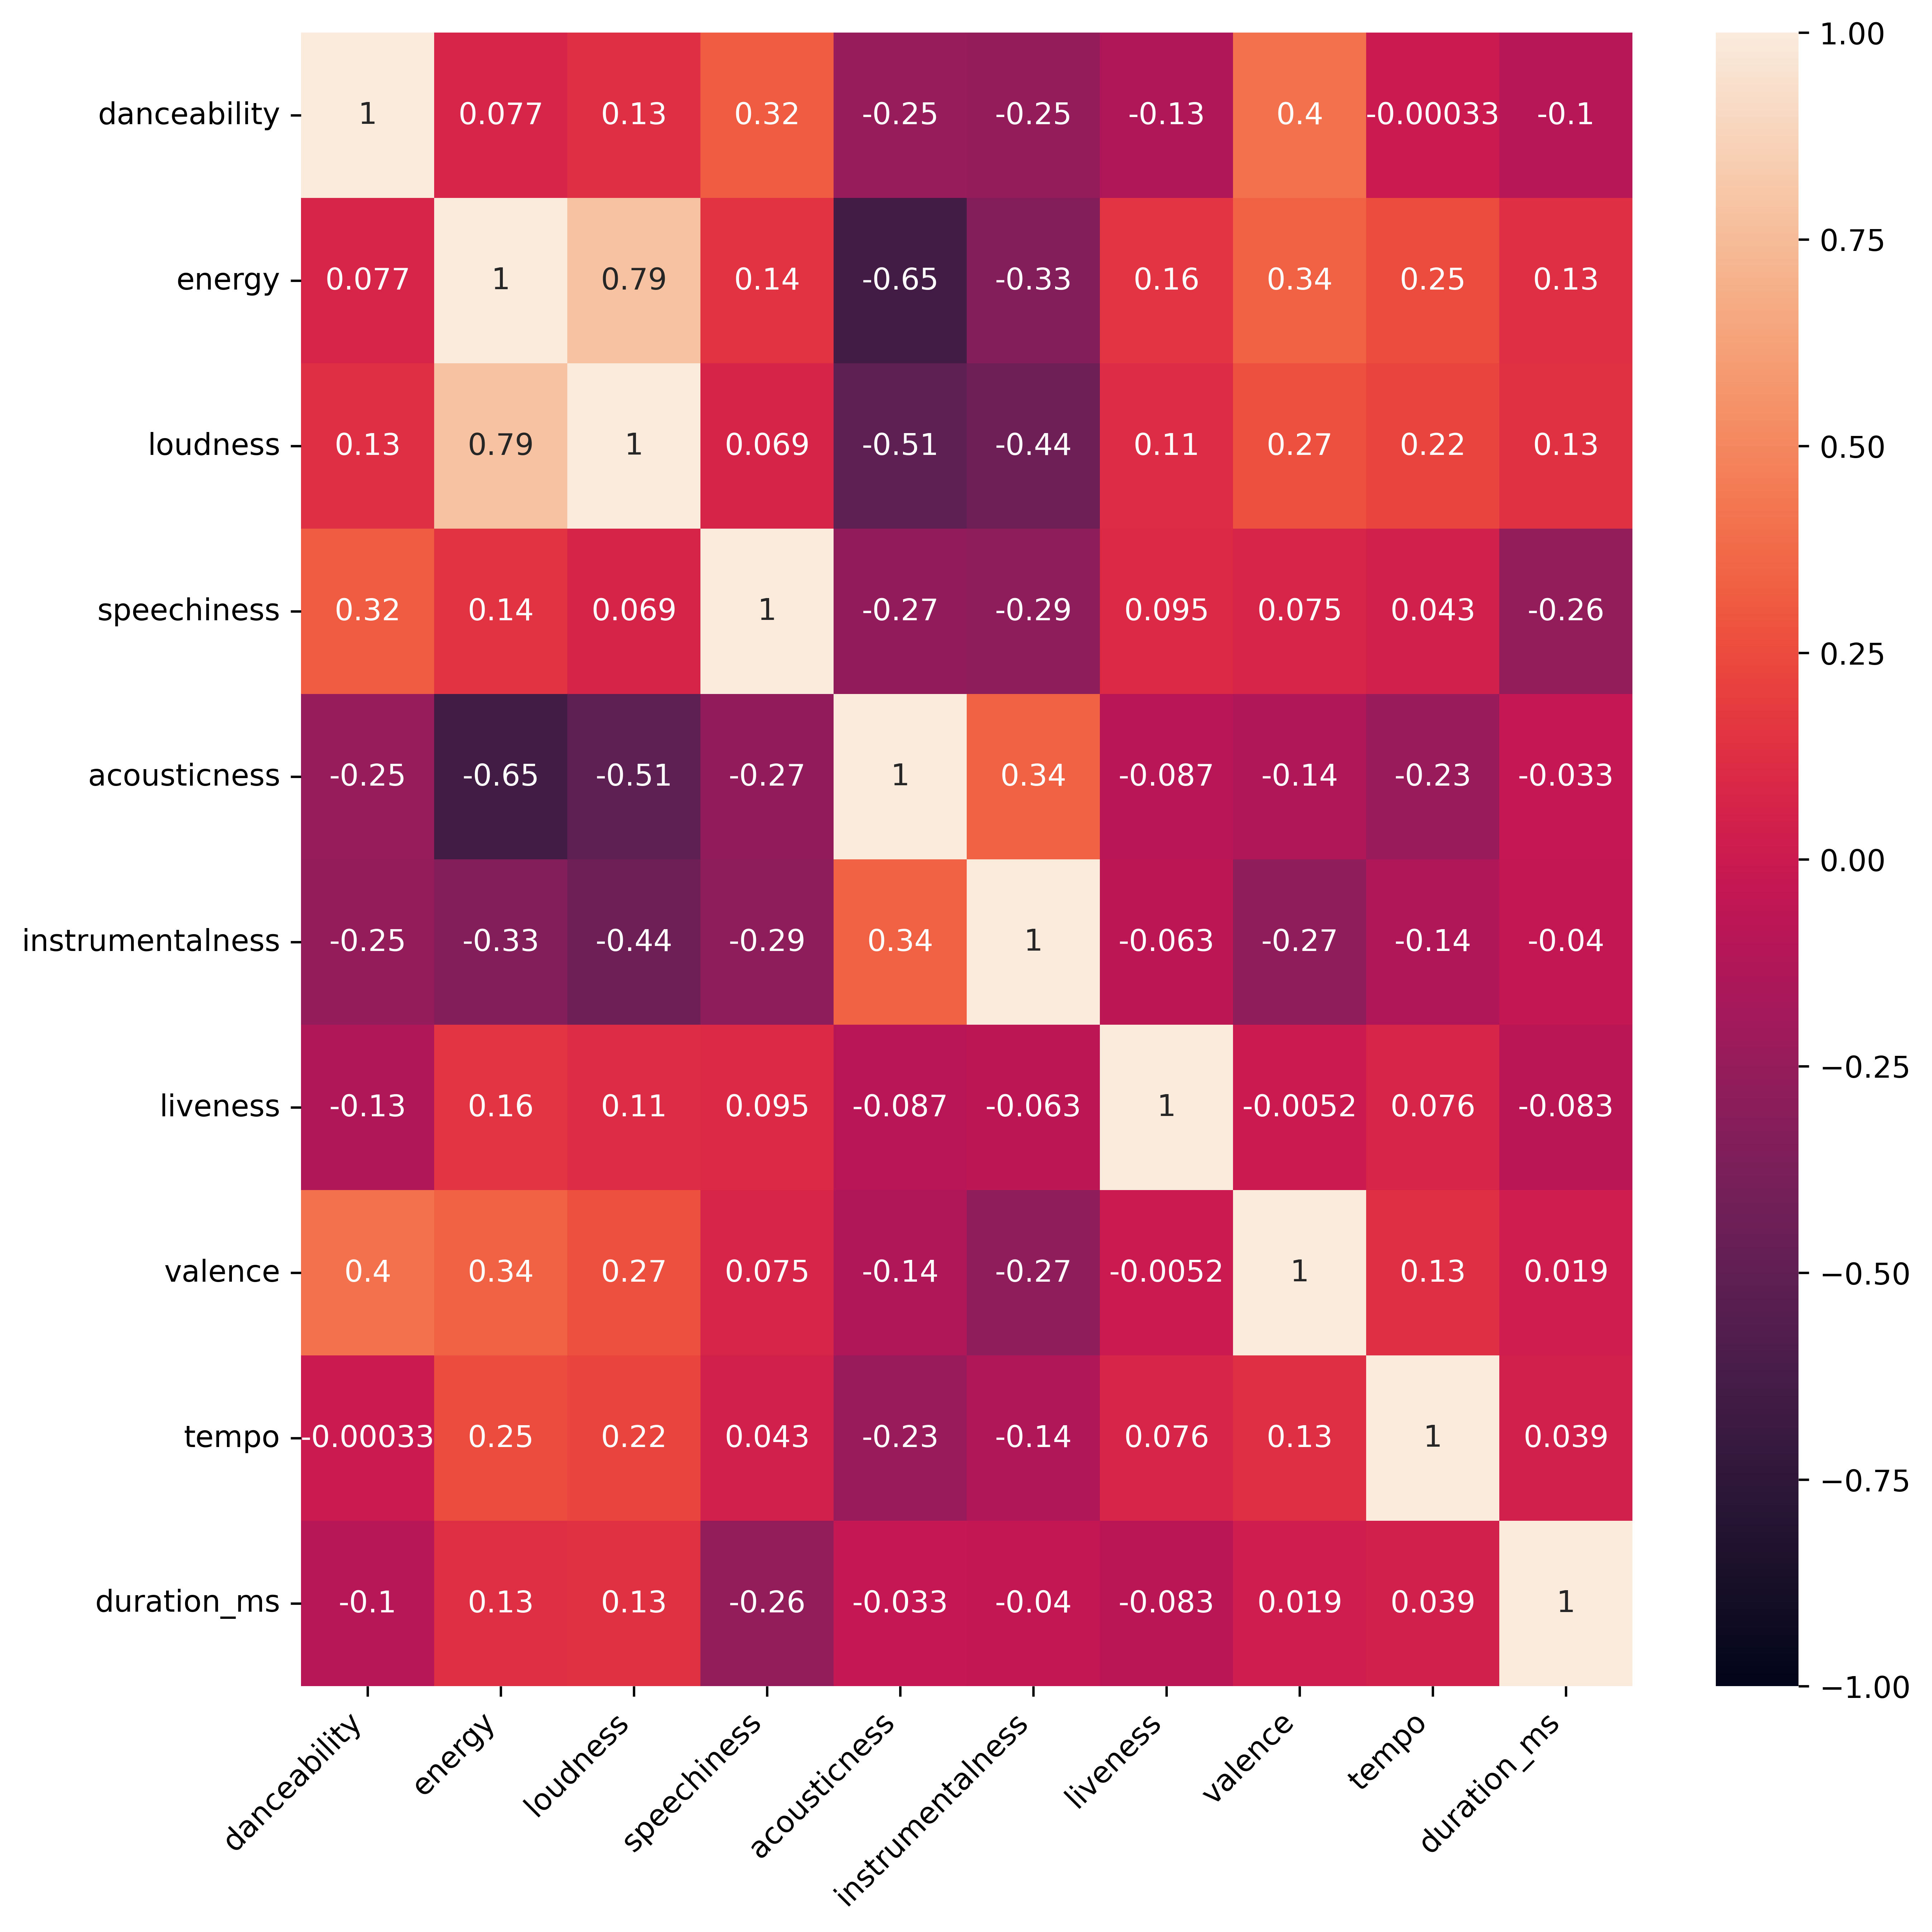 danceability 1 0.077 0.13 0.32 -0.25 -0.25 -0.13 0.4 -0.00033 -0.1
energy 0.077 1 0.79 0.14 -0.65 -0.33 0.16 0.34 0.25 0.13
loudness 0.13 0.79 1 0.069 -0.51 -0.44 0.11 0.27 0.22 0.13
speechiness 0.32 0.14 0.069 1 -0.27 -0.29 0.095 0.075 0.043 -0.26
acousticness -0.25 -0.65 -0.51 -0.27 1 0.34 -0.087 -0.14 -0.23 -0.033
instrumentalness -0.25 -0.33 -0.44 -0.29 0.34 1 -0.063 -0.27 -0.14 -0.04
liveness -0.13 0.16 0.11 0.095 -0.087 -0.063 1 -0.0052 0.076 -0.083
valence 0.4 0.34 0.27 0.075 -0.14 -0.27 -0.0052 1 0.13 0.019
tempo -0.00033 0.25 0.22 0.043 -0.23 -0.14 0.076 0.13 1 0.039
duration_ms -0.1 0.13 0.13 -0.26 -0.033 -0.04 -0.083 0.019 0.039 1
danceability energy loudness speechiness acousticness instrumentalness liveness valence tempo duration_ms
1.00
0.75
0.50
0.25
0.00
−0.25
−0.50
−0.75
−1.00